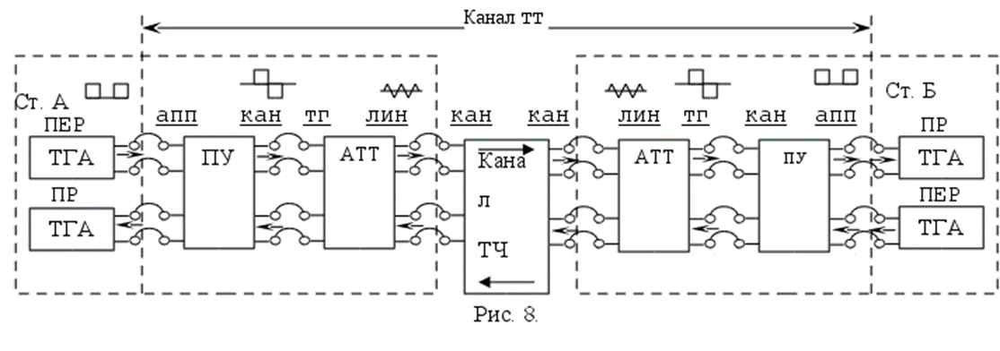 Канал ТТ
Ст. А
Ст. Б
апп кан тг лин кан кан лин тг кан апп
ПЕР
ПР
ТГА
ПУ
АТТ
Кана
л
ТЧ
АТТ
ПУ
ТГА
ПР
ПЕР
ТГА
ТГА
Рис. 8.